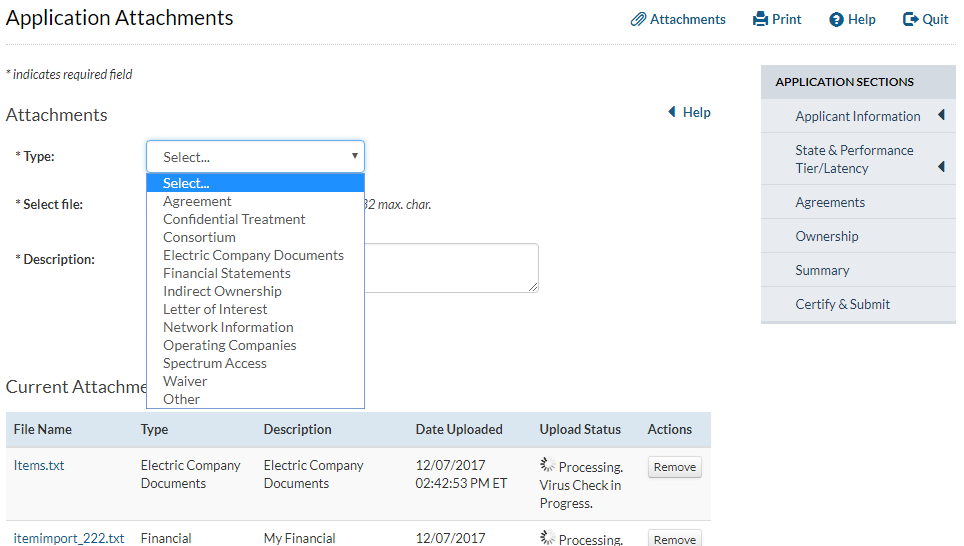 Application Attachments
Attachments Print Help Quit
* indicates required field
Attachments
Help
* Type:
Select...
Select...
Agreement
Confidential Treatment
Consortium
Electric Company Documents
Financial Statements
Indirect Ownership
Letter of Interest
Network Information
Operating Companies
Spectrum Access
Waiver
Other
* Select file:
32 max. char.
* Description:
APPLICATION SECTIONS
Applicant Information
State & Performance
Tier/Latency
Agreements
Ownership
Summary
Certify & Submit
Current Attachme
File Name Type Description Date Uploaded Upload Status Actions
Items.txt Electric Company Electric Company 12/07/2017 Processing. Remove
Documents Documents 02:42:53 PM ET Virus Check in
Progress.
itemimport_222.txt Financial My Financial 12/07/2017 Processing. Remove